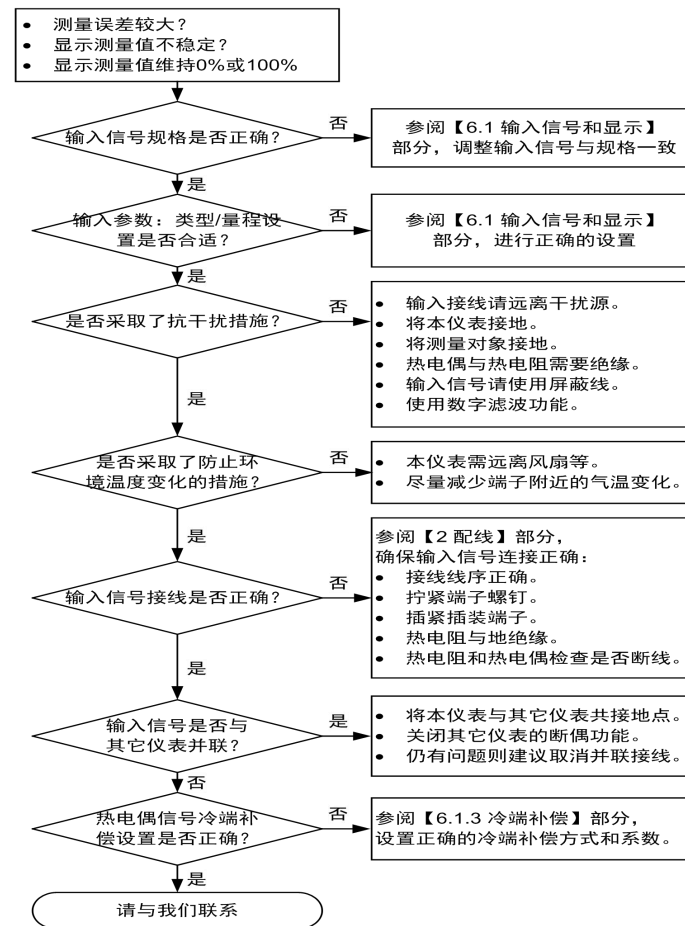 • 测量误差较大？
• 显示测量值不稳定？
• 显示测量值维持0%或100%
输入信号规格是否正确？
否
参阅【6.1 输入信号和显示】
部分，调整输入信号与规格一致
是
输入参数：类型/量程设
置是否合适？
否
参阅【6.1 输入信号和显示】
部分，进行正确的设置
是
是否采取了抗干扰措施？
否
• 输入接线请远离干扰源。
• 将本仪表接地。
• 将测量对象接地。
• 热电偶与热电阻需要绝缘。
• 输入信号请使用屏蔽线。
• 使用数字滤波功能。
是
是否采取了防止环
境温度变化的措施？
否
• 本仪表需远离风扇等。
• 尽量减少端子附近的气温变化。
是
输入信号接线是否正确？
否
参阅【2 配线】部分，
确保输入信号连接正确：
• 接线线序正确。
• 拧紧端子螺钉。
• 插紧插装端子。
• 热电阻与地绝缘。
• 热电阻和热电偶检查是否断线。
是
输入信号是否与
其它仪表并联？
是
• 将本仪表与其它仪表共接地点。
• 关闭其它仪表的断偶功能。
• 仍有问题则建议取消并联接线。
否
热电偶信号冷端补
偿设置是否正确？
否
参阅【6.1.3 冷端补偿】部分，
设置正确的冷端补偿方式和系数。
是
请与我们联系